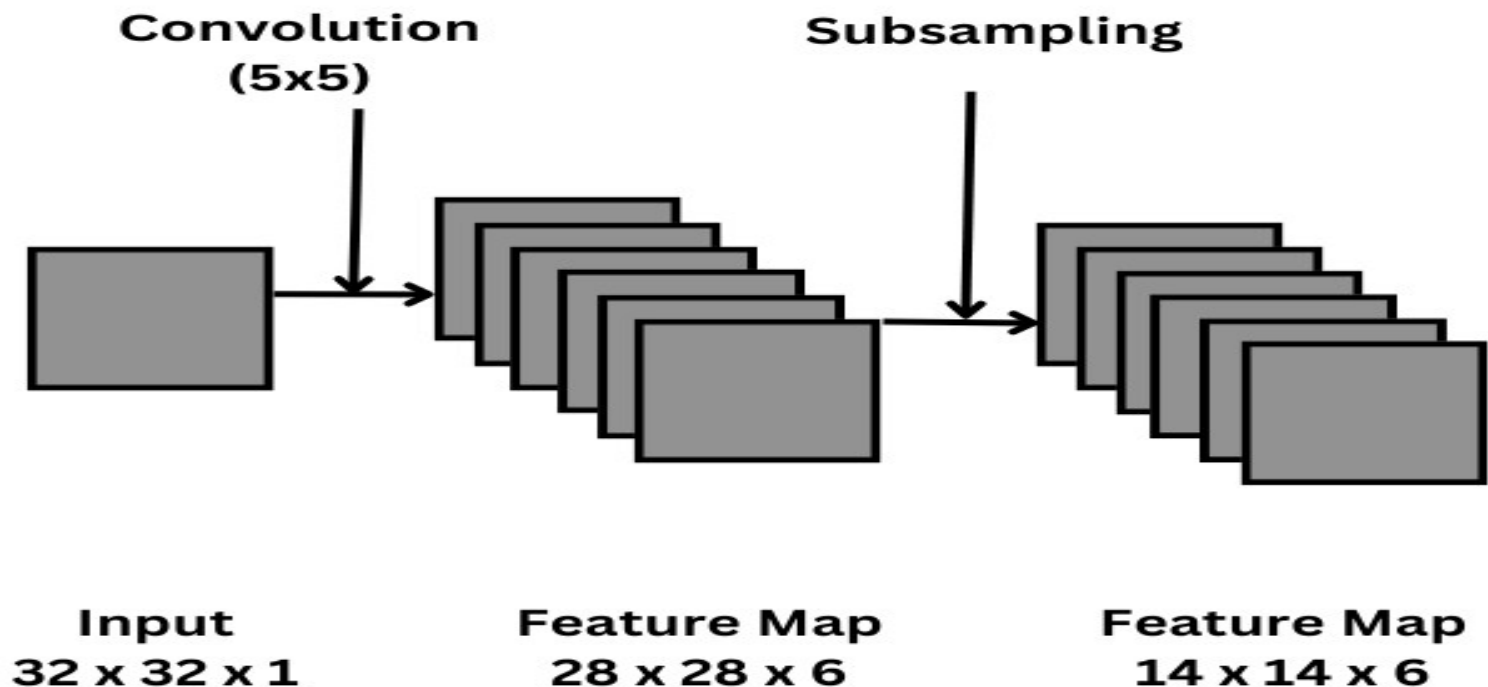 Convolution
(5x5)
Subsampling
Input
32 x 32 x 1
Feature Map
28 x 28 x 6
Feature Map
14 x 14 x 6